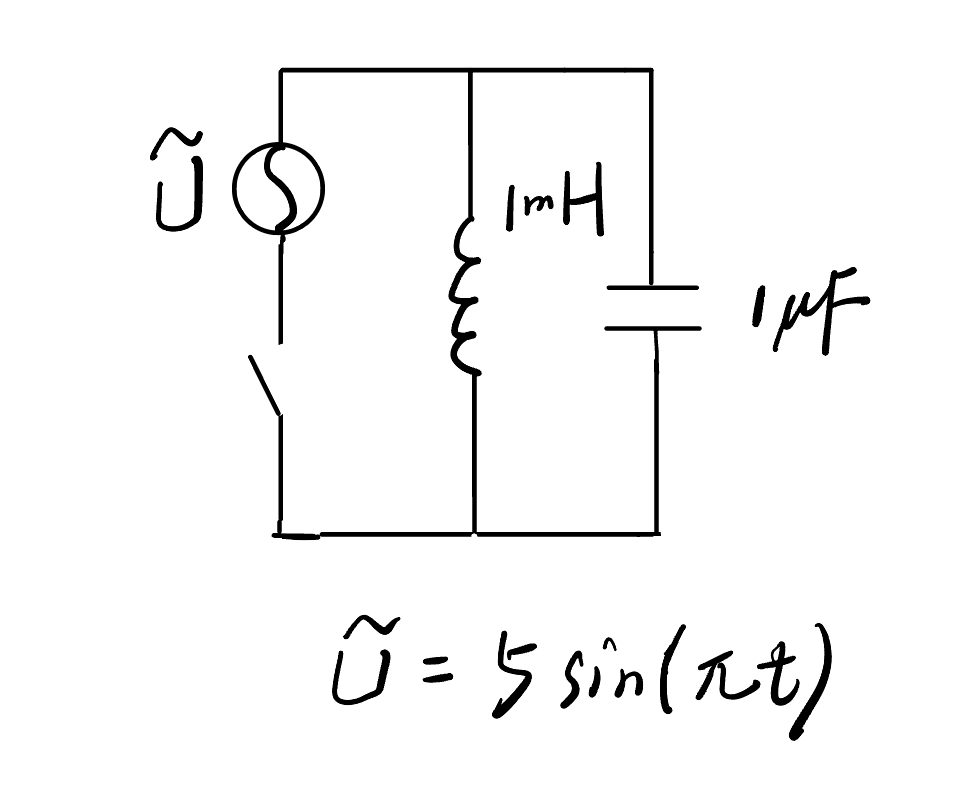 Ũ
1mH
1μF
Ũ = 5 sin(πt)